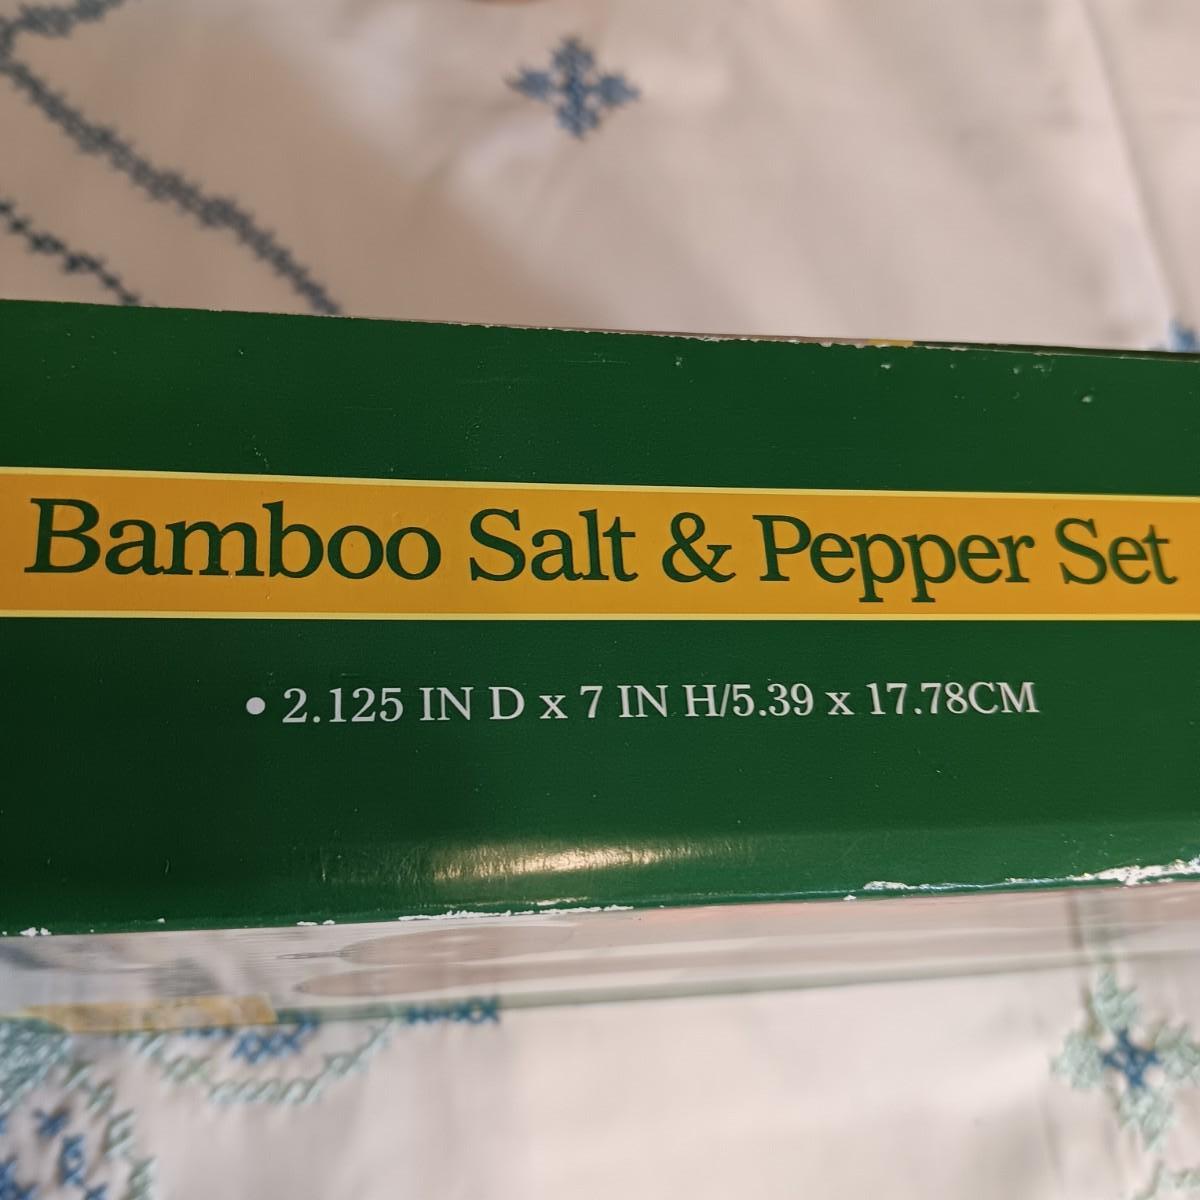 Bamboo Salt & Pepper Set
• 2.125 IN D x 7 IN H/5.39 x 17.78CM